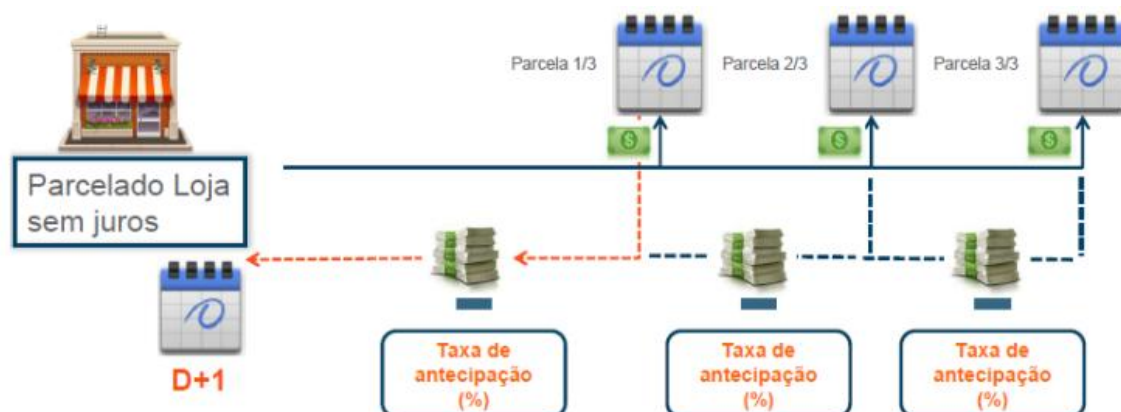 Parcela 1/3
Parcela 2/3
Parcela 3/3
Parcelado Loja
sem juros
D+1
Taxa de
antecipação
(%)
Taxa de
antecipação
(%)
Taxa de
antecipação
(%)